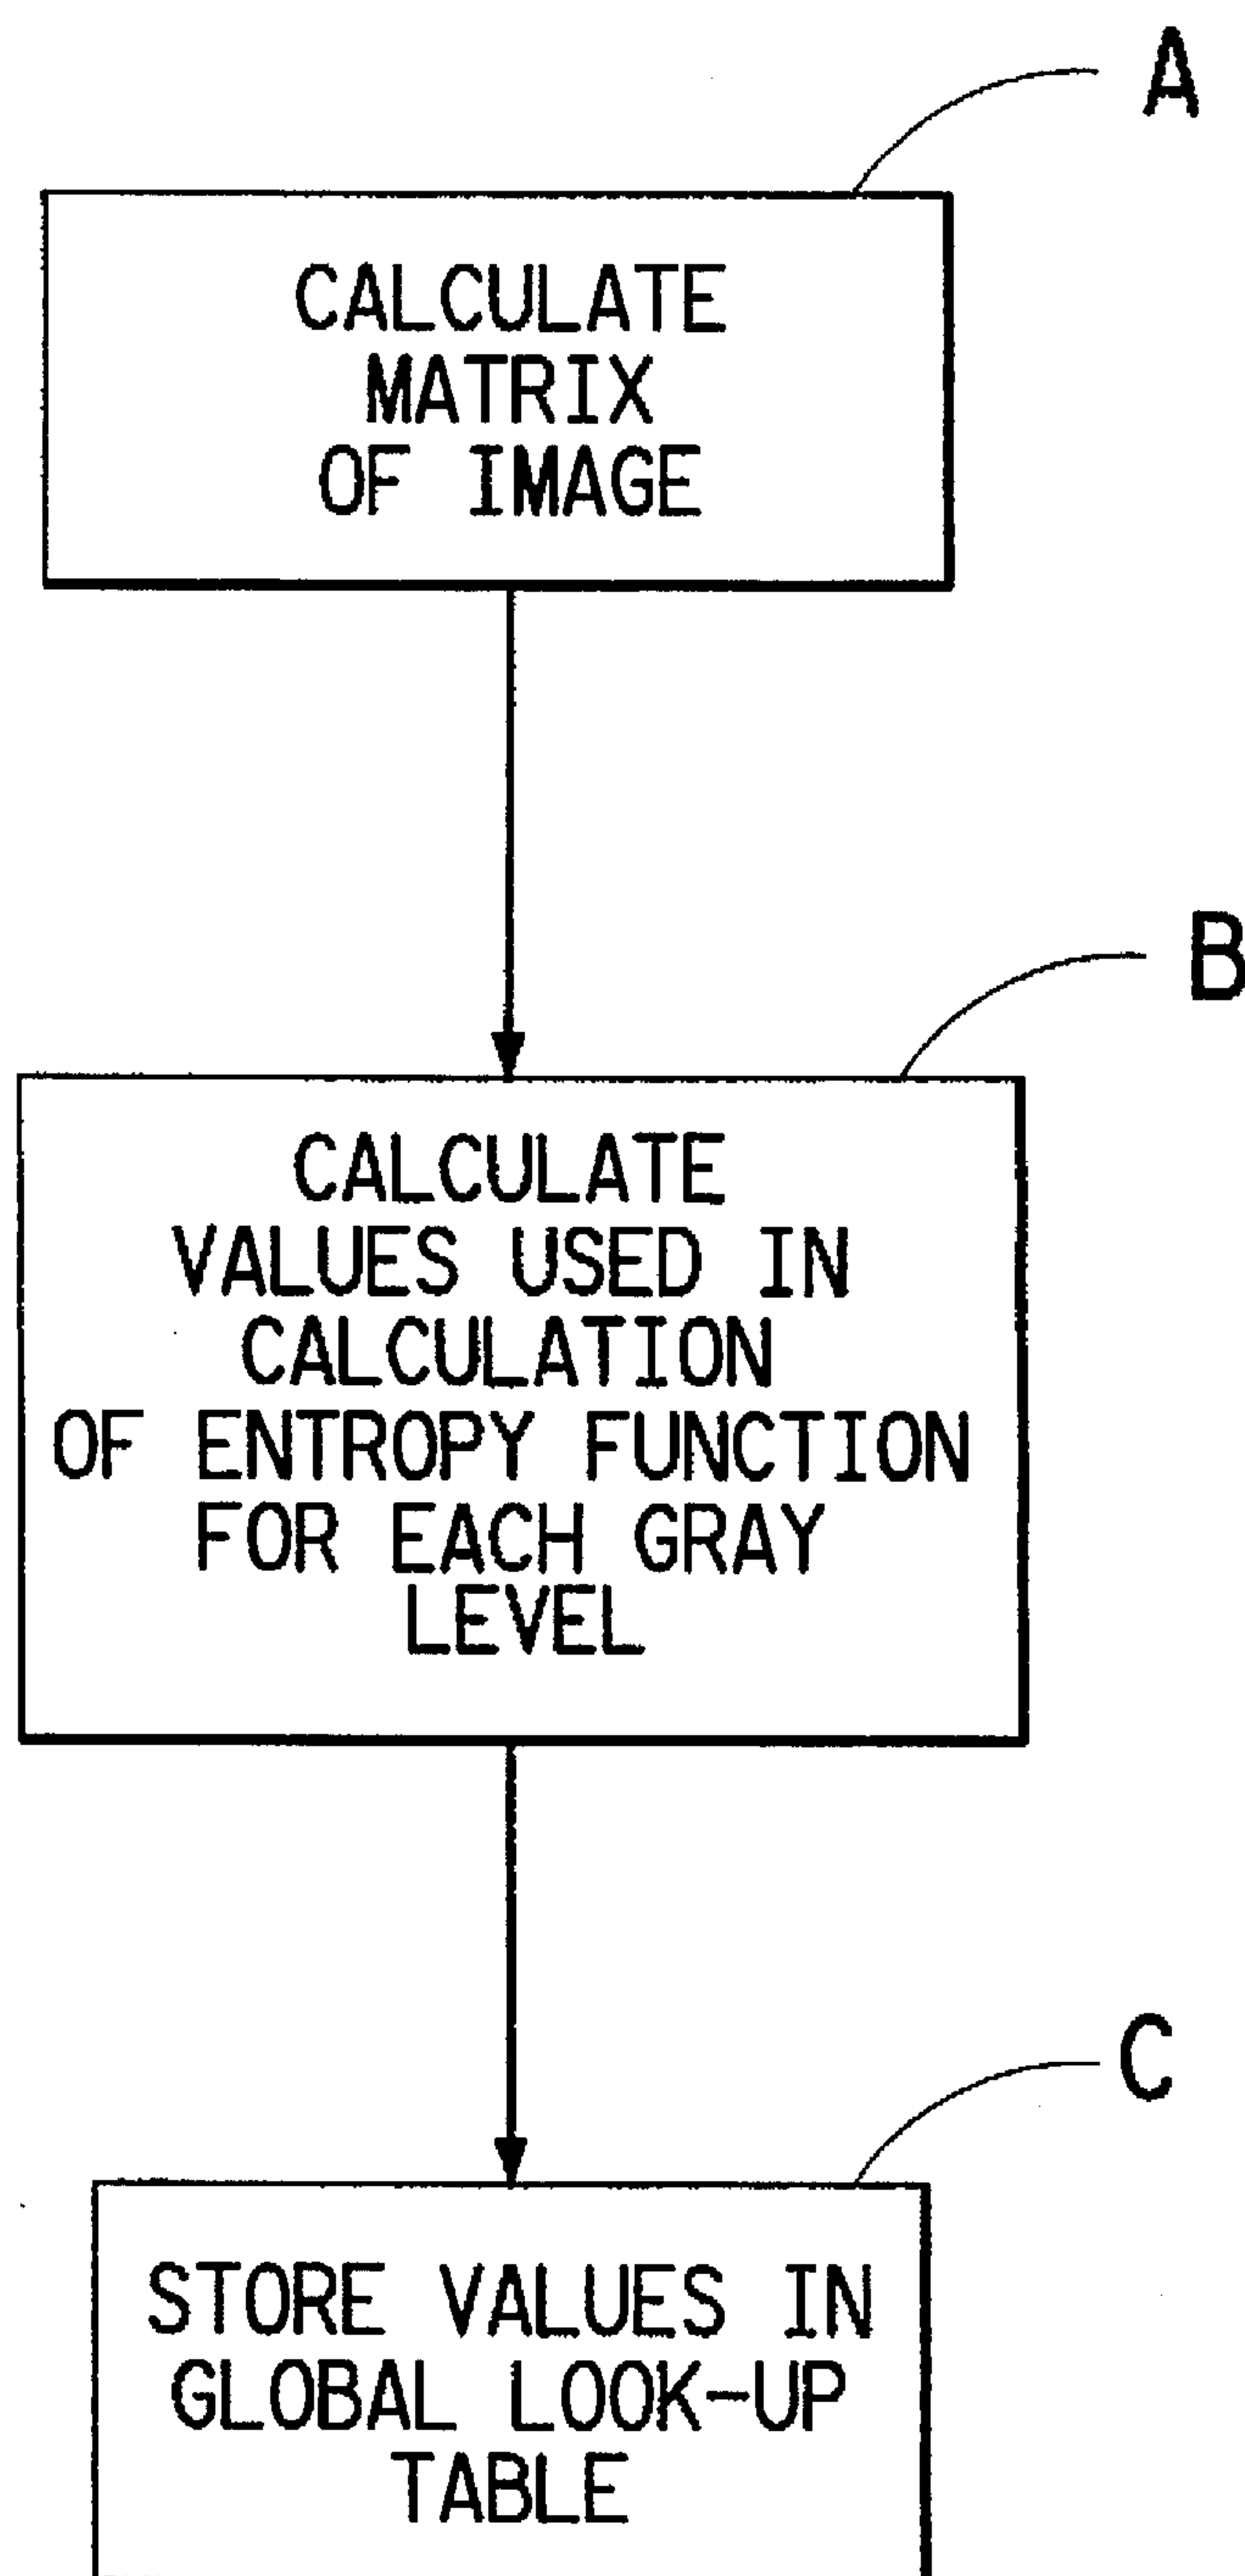 A
CALCULATE
MATRIX
OF IMAGE
B
CALCULATE
VALUES USED IN
CALCULATION
OF ENTROPY FUNCTION
FOR EACH GRAY
LEVEL
C
STORE VALUES IN
GLOBAL LOOK-UP
TABLE